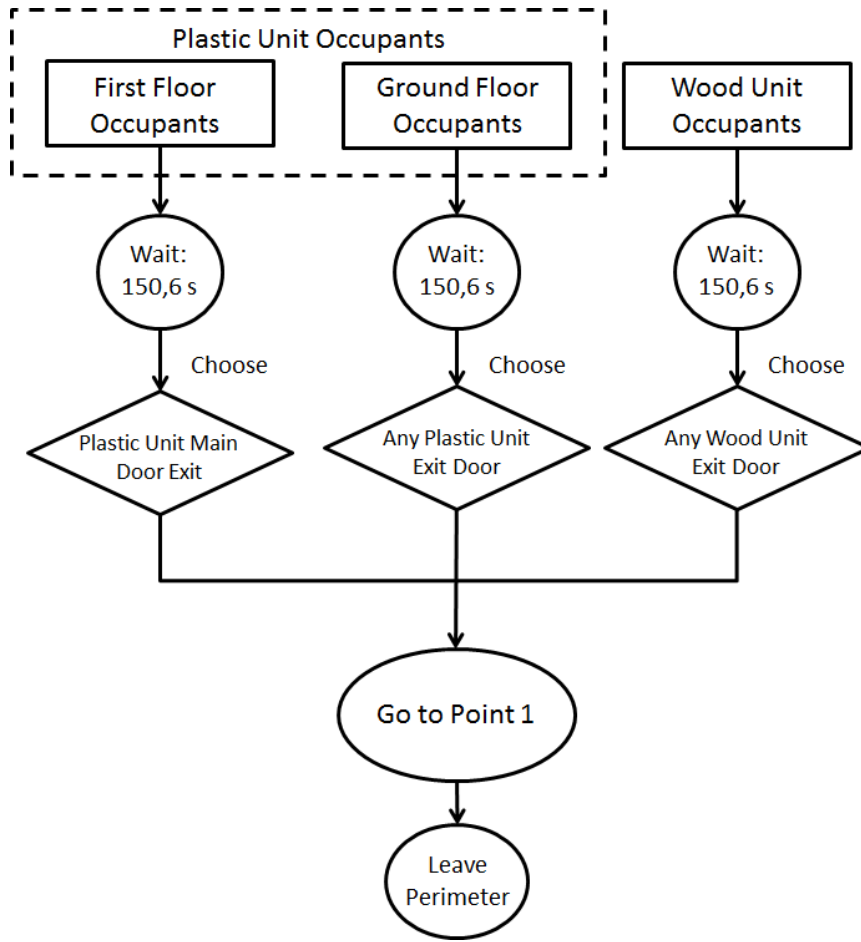 Plastic Unit Occupants
First Floor
Occupants
Ground Floor
Occupants
Wood Unit
Occupants
Wait:
150,6 s
Wait:
150,6 s
Wait:
150,6 s
Choose
Choose
Choose
Plastic Unit Main
Door Exit
Any Plastic Unit
Exit Door
Any Wood Unit
Exit Door
Go to Point 1
Leave
Perimeter